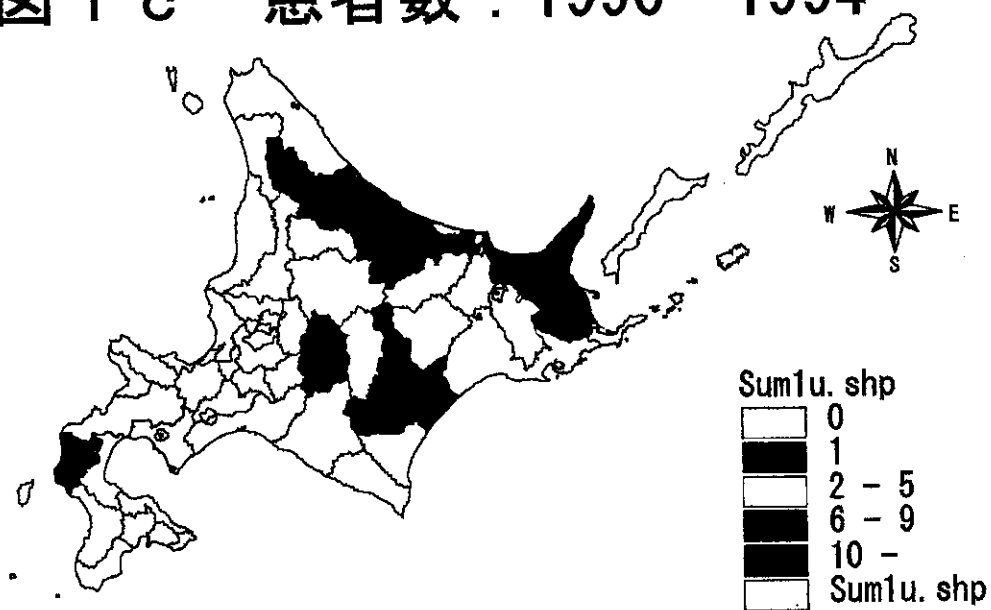 図1c 患者数:1990-1994
N
W E
S
Sum1u.shp
0
1
2 - 5
6 - 9
10 -
Sum1u.shp